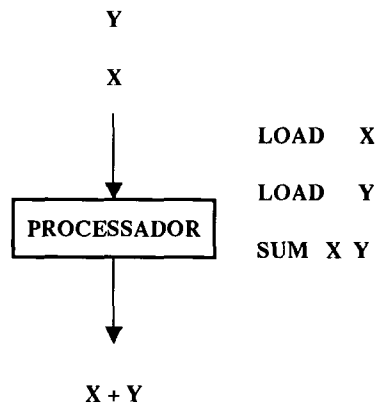 Y
X
PROCESSADOR
X + Y
LOAD X
LOAD Y
SUM X Y